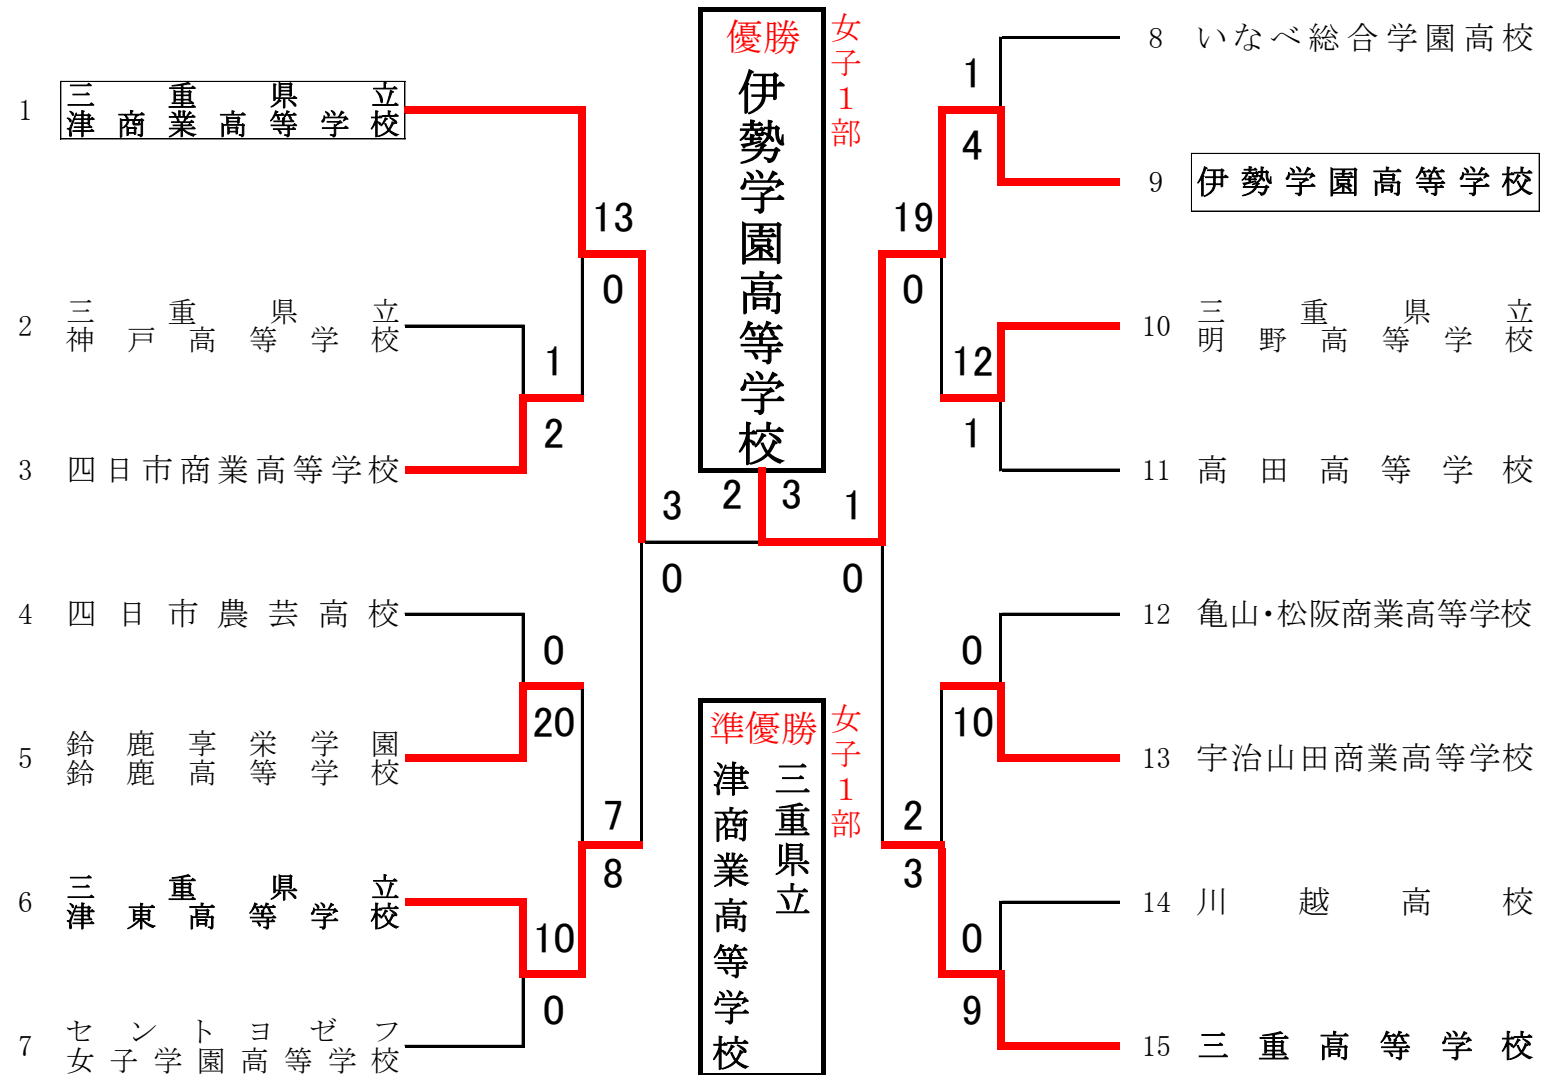 1
三重県立
津商業高等学校
2
三重県立
神戸高等学校
3
四日市商業高等学校
4
四日市農芸高校
5
鈴鹿享栄学園
鈴鹿高等学校
6
三重県立
津東高等学校
7
セントヨゼフ
女子学園高等学校
13
0
1
2
0
20
7
8
10
0
3
0
優勝
伊勢学園高等学校
女子1部
2
3
準優勝
三重県立
津商業高等学校
女子1部
1
0
19
0
1
4
12
1
0
10
2
3
0
9
8
いなべ総合学園高校
9
伊勢学園高等学校
10
三重県立
明野高等学校
11
高田高等学校
12
亀山・松阪商業高等学校
13
宇治山田商業高等学校
14
川越高校
15
三重高等学校